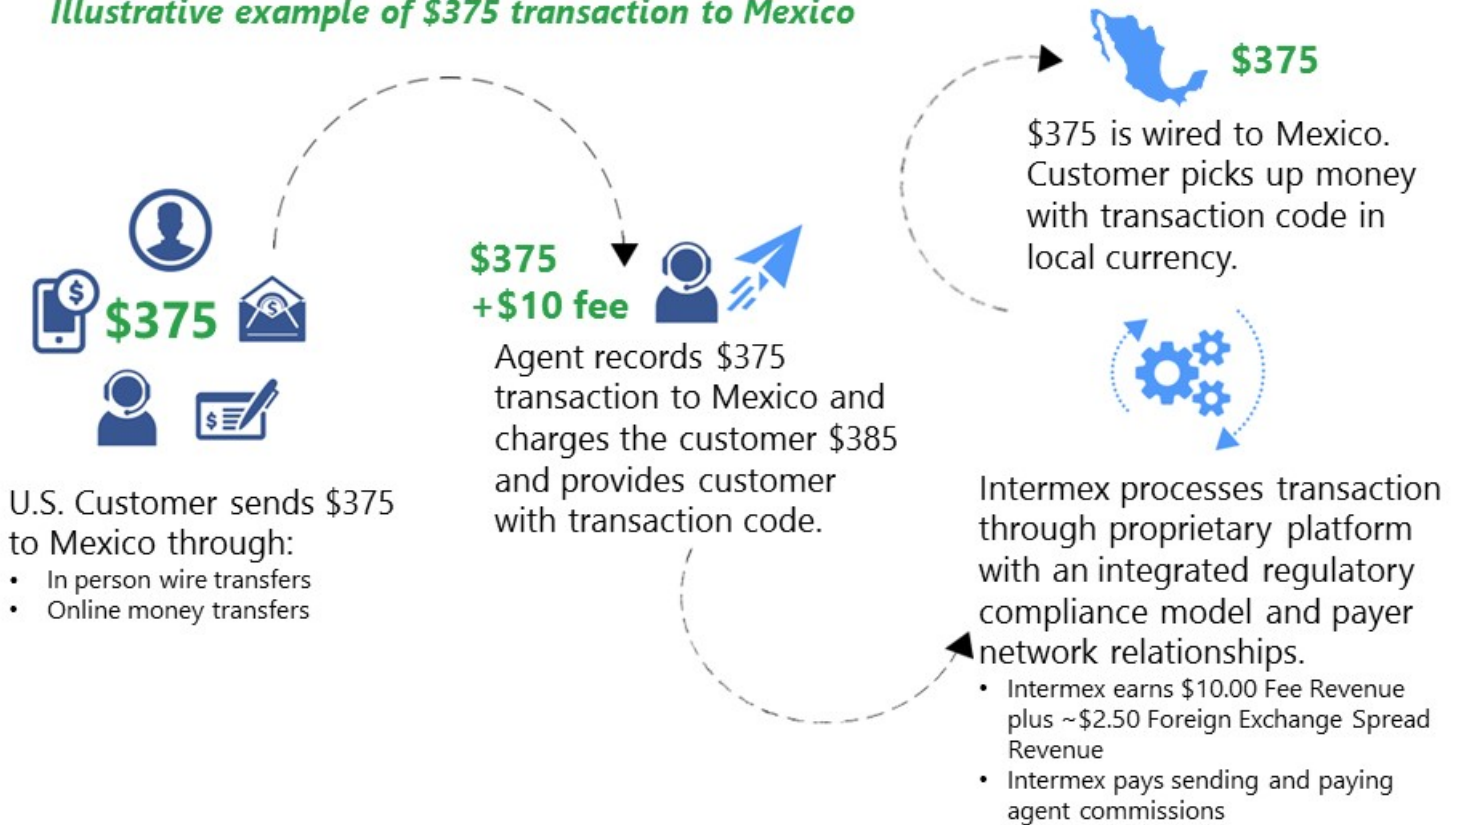 Illustrative example of $375 transaction to Mexico
$375
U.S. Customer sends $375
to Mexico through:
• In person wire transfers
• Online money transfers
$375
+$10 fee
Agent records $375
transaction to Mexico and
charges the customer $385
and provides customer
with transaction code.
Intermex processes transaction
through proprietary platform
with an integrated regulatory
compliance model and payer
network relationships.
• Intermex earns $10.00 Fee Revenue
plus ~$2.50 Foreign Exchange Spread
Revenue
• Intermex pays sending and paying
agent commissions
$375
$375 is wired to Mexico.
Customer picks up money
with transaction code in
local currency.